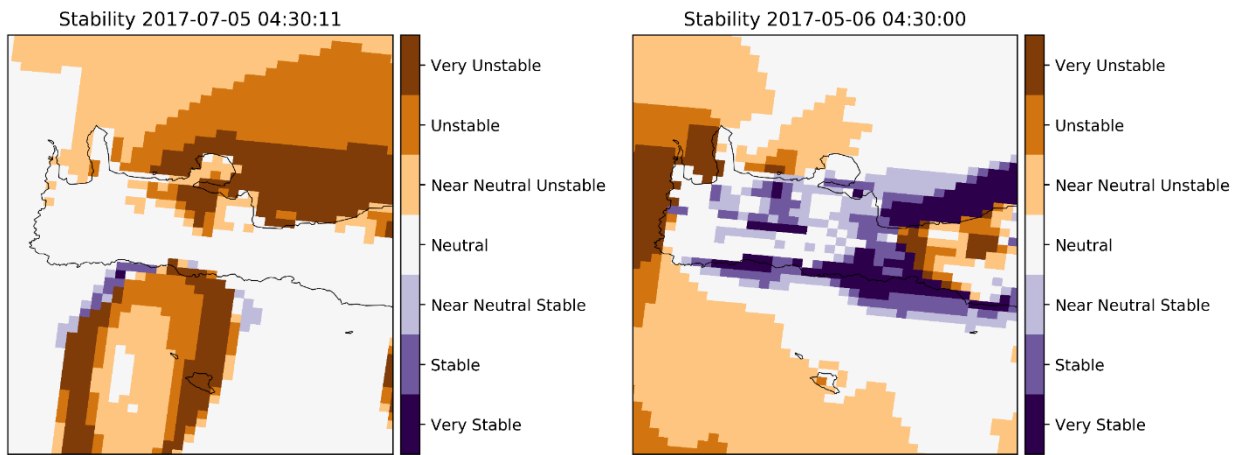 Stability 2017-07-05 04:30:11
Very Unstable
Unstable
Near Neutral Unstable
Neutral
Near Neutral Stable
Stable
Very Stable
Stability 2017-05-06 04:30:00
Very Unstable
Unstable
Near Neutral Unstable
Neutral
Near Neutral Stable
Stable
Very Stable